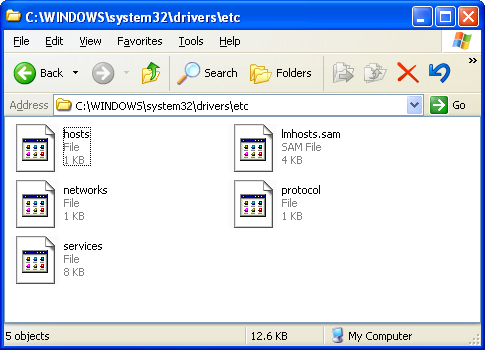 C:\WINDOWS\system32\drivers\etc
File Edit View Favorites Tools Help
Back Search Folders
Address C:\WINDOWS\system32\drivers\etc Go
hosts
File
1 KB
lmhosts.sam
SAM File
4 KB
networks
File
1 KB
protocol
File
1 KB
services
File
8 KB
5 objects 12.6 KB My Computer